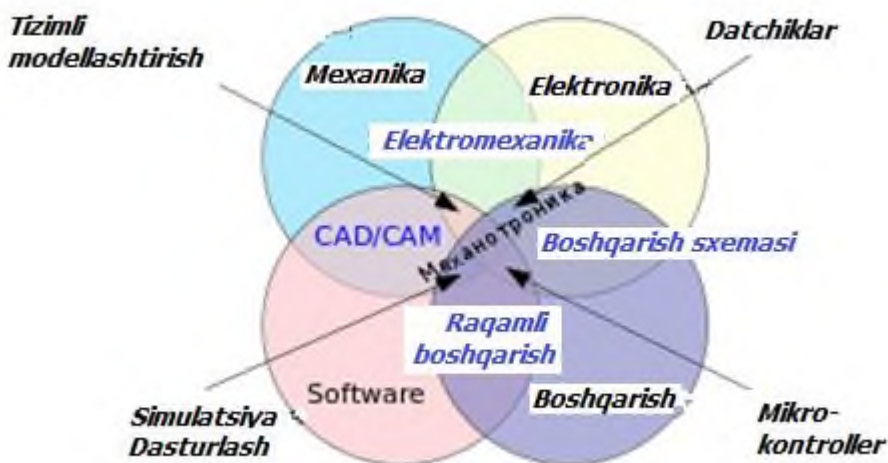 Tizimli
modellashtirish
Datchiklar
Mexanika
Elektronika
Elektromexanika
CAD/CAM
Механотроника
Boshqarish sxemasi
Raqamli
boshqarish
Software
Boshqarish
Simulatsiya
Dasturlash
Mikro-
kontroller